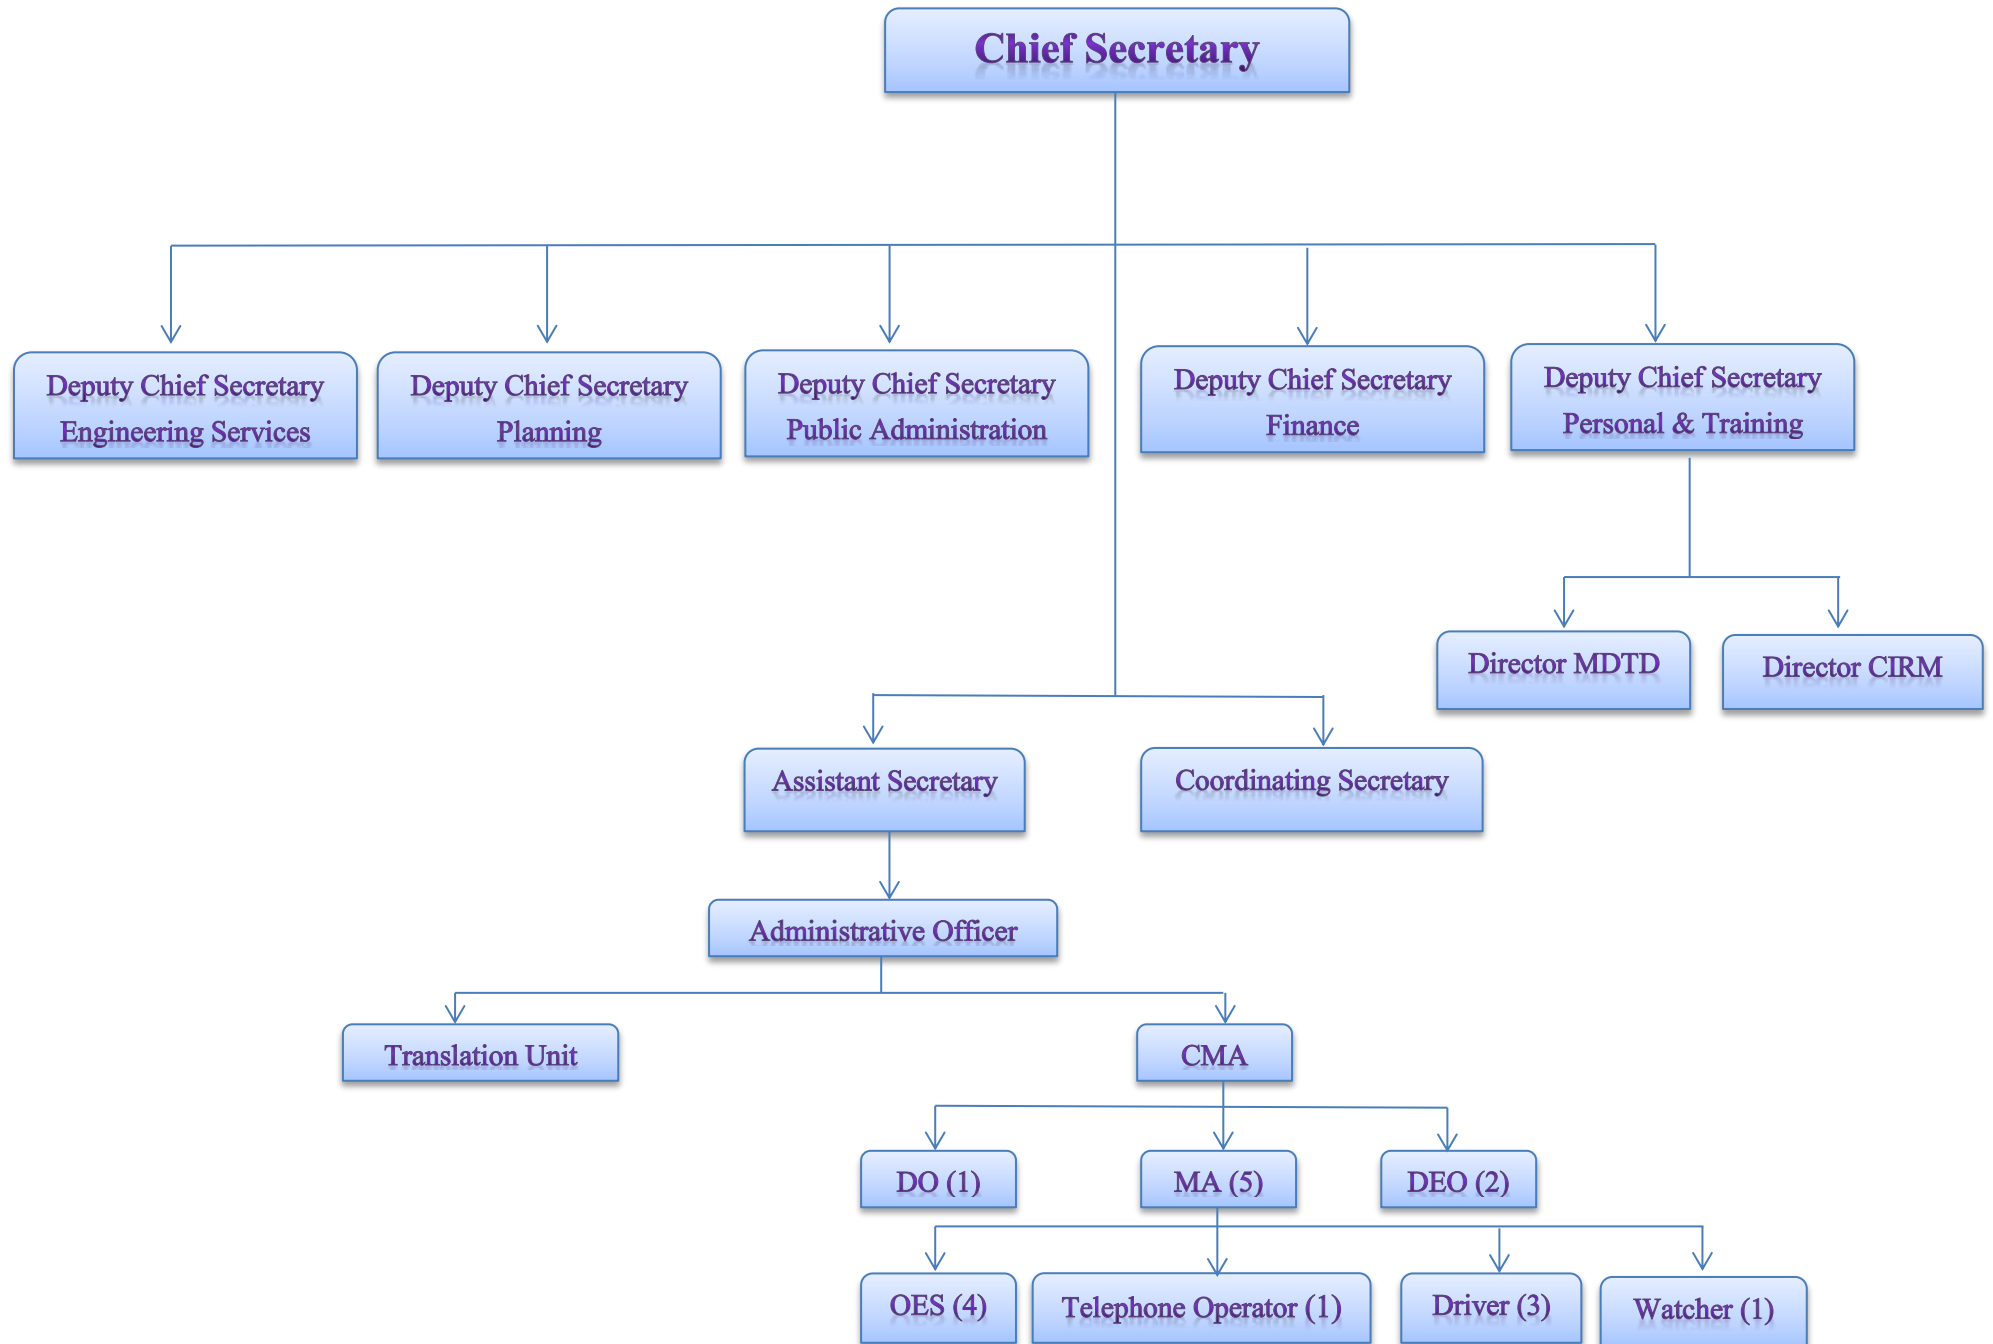 Chief Secretary
Deputy Chief Secretary
Engineering Services
Deputy Chief Secretary
Planning
Deputy Chief Secretary
Public Administration
Deputy Chief Secretary
Finance
Deputy Chief Secretary
Personal & Training
Director MDTD
Director CIRM
Assistant Secretary
Coordinating Secretary
Administrative Officer
Translation Unit
CMA
DO (1)
MA (5)
DEO (2)
OES (4)
Telephone Operator (1)
Driver (3)
Watcher (1)